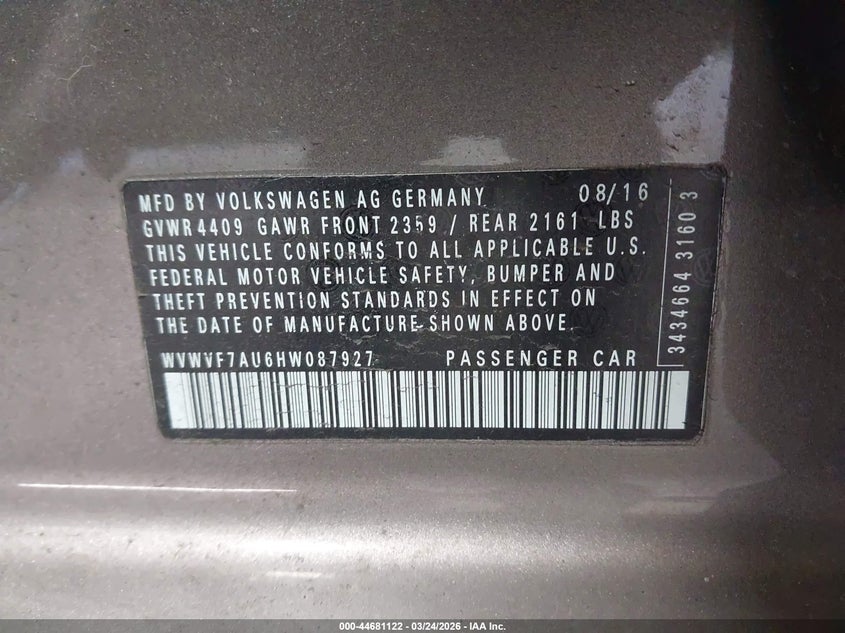 MFD BY VOLKSWAGEN AG GERMANY 08/16
GVWR 4409 GAWR FRONT 2359 / REAR 2161 LBS
THIS VEHICLE CONFORMS TO ALL APPLICABLE U.S.
FEDERAL MOTOR VEHICLE SAFETY, BUMPER AND
THEFT PREVENTION STANDARDS IN EFFECT ON
THE DATE OF MANUFACTURE SHOWN ABOVE.
WVWVF7AU6HW087927 PASSENGER CAR
3434664 3160 3
000-44681122 - 03/24/2026 - IAA Inc.